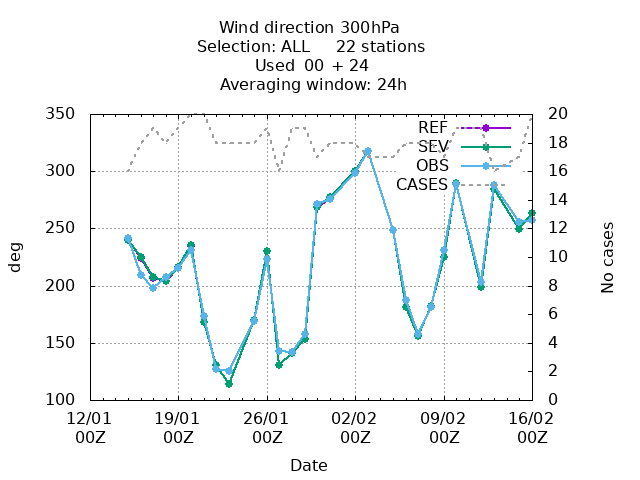 Wind direction 300hPa
Selection: ALL 22 stations
Used 00 + 24
Averaging window: 24h
350 20
REF 18
300 SEV 16
OBS
CASES 14
250 12
deg 10 No cases
200 8
6
150 4
2
100 0
12/01 19/01 26/01 02/02 09/02 16/02
00Z 00Z 00Z 00Z 00Z 00Z
Date